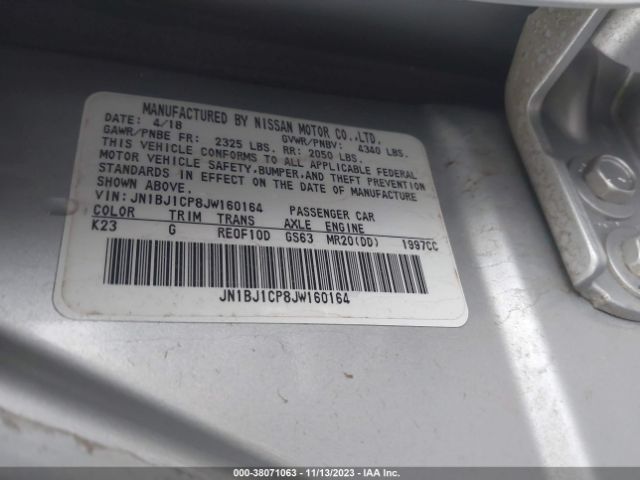 MANUFACTURED BY NISSAN MOTOR CO.,LTD.
DATE: 4/18 GVWR/PNBV: 4340 LBS.
GAWR/PNBE FR: 2325 LBS. RR: 2050 LBS.
THIS VEHICLE CONFORMS TO ALL APPLICABLE FEDERAL
MOTOR VEHICLE SAFETY,BUMPER,AND THEFT PREVENTION
STANDARDS IN EFFECT ON THE DATE OF MANUFACTURE
SHOWN ABOVE.
VIN: JN1BJ1CP8JW160164 PASSENGER CAR
COLOR TRIM TRANS AXLE ENGINE
K23 G REOF10D GS63 MR20(DD) 1997CC
JN1BJ1CP8JW160164
000-38071063 - 11/13/2023 - IAA Inc.